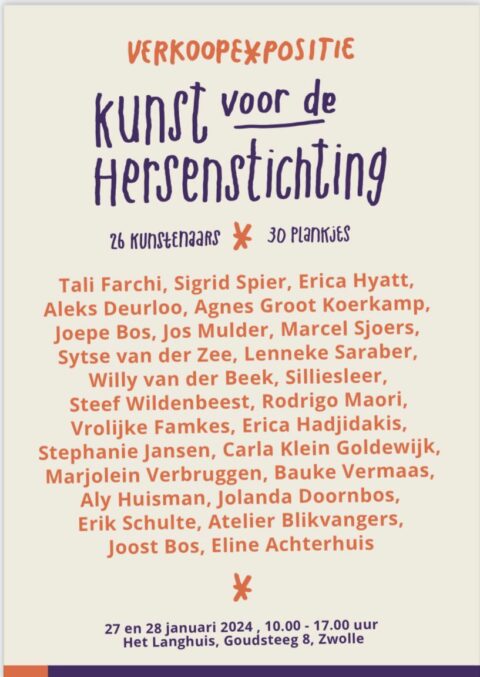 VERKOOPEXPOSITIE
Kunst voor de
Hersenstichting
26 kunstenaars * 30 plankjes
Tali Farchi, Sigrid Spier, Erica Hyatt,
Aleks Deurloo, Agnes Groot Koerkamp,
Joepe Bos, Jos Mulder, Marcel Sjoers,
Sytse van der Zee, Lenneke Saraber,
Willy van der Beek, Silliesleer,
Steef Wildenbeest, Rodrigo Maori,
Vrolijke Famkes, Erica Hadjidakis,
Stephanie Jansen, Carla Klein Goldewijk,
Marjolein Verbruggen, Bauke Vermaas,
Aly Huisman, Jolanda Doornbos,
Erik Schulte, Atelier Blikvangers,
Joost Bos, Eline Achterhuis
27 en 28 januari 2024 , 10.00 - 17.00 uur
Het Langhuis, Goudsteeg 8, Zwolle